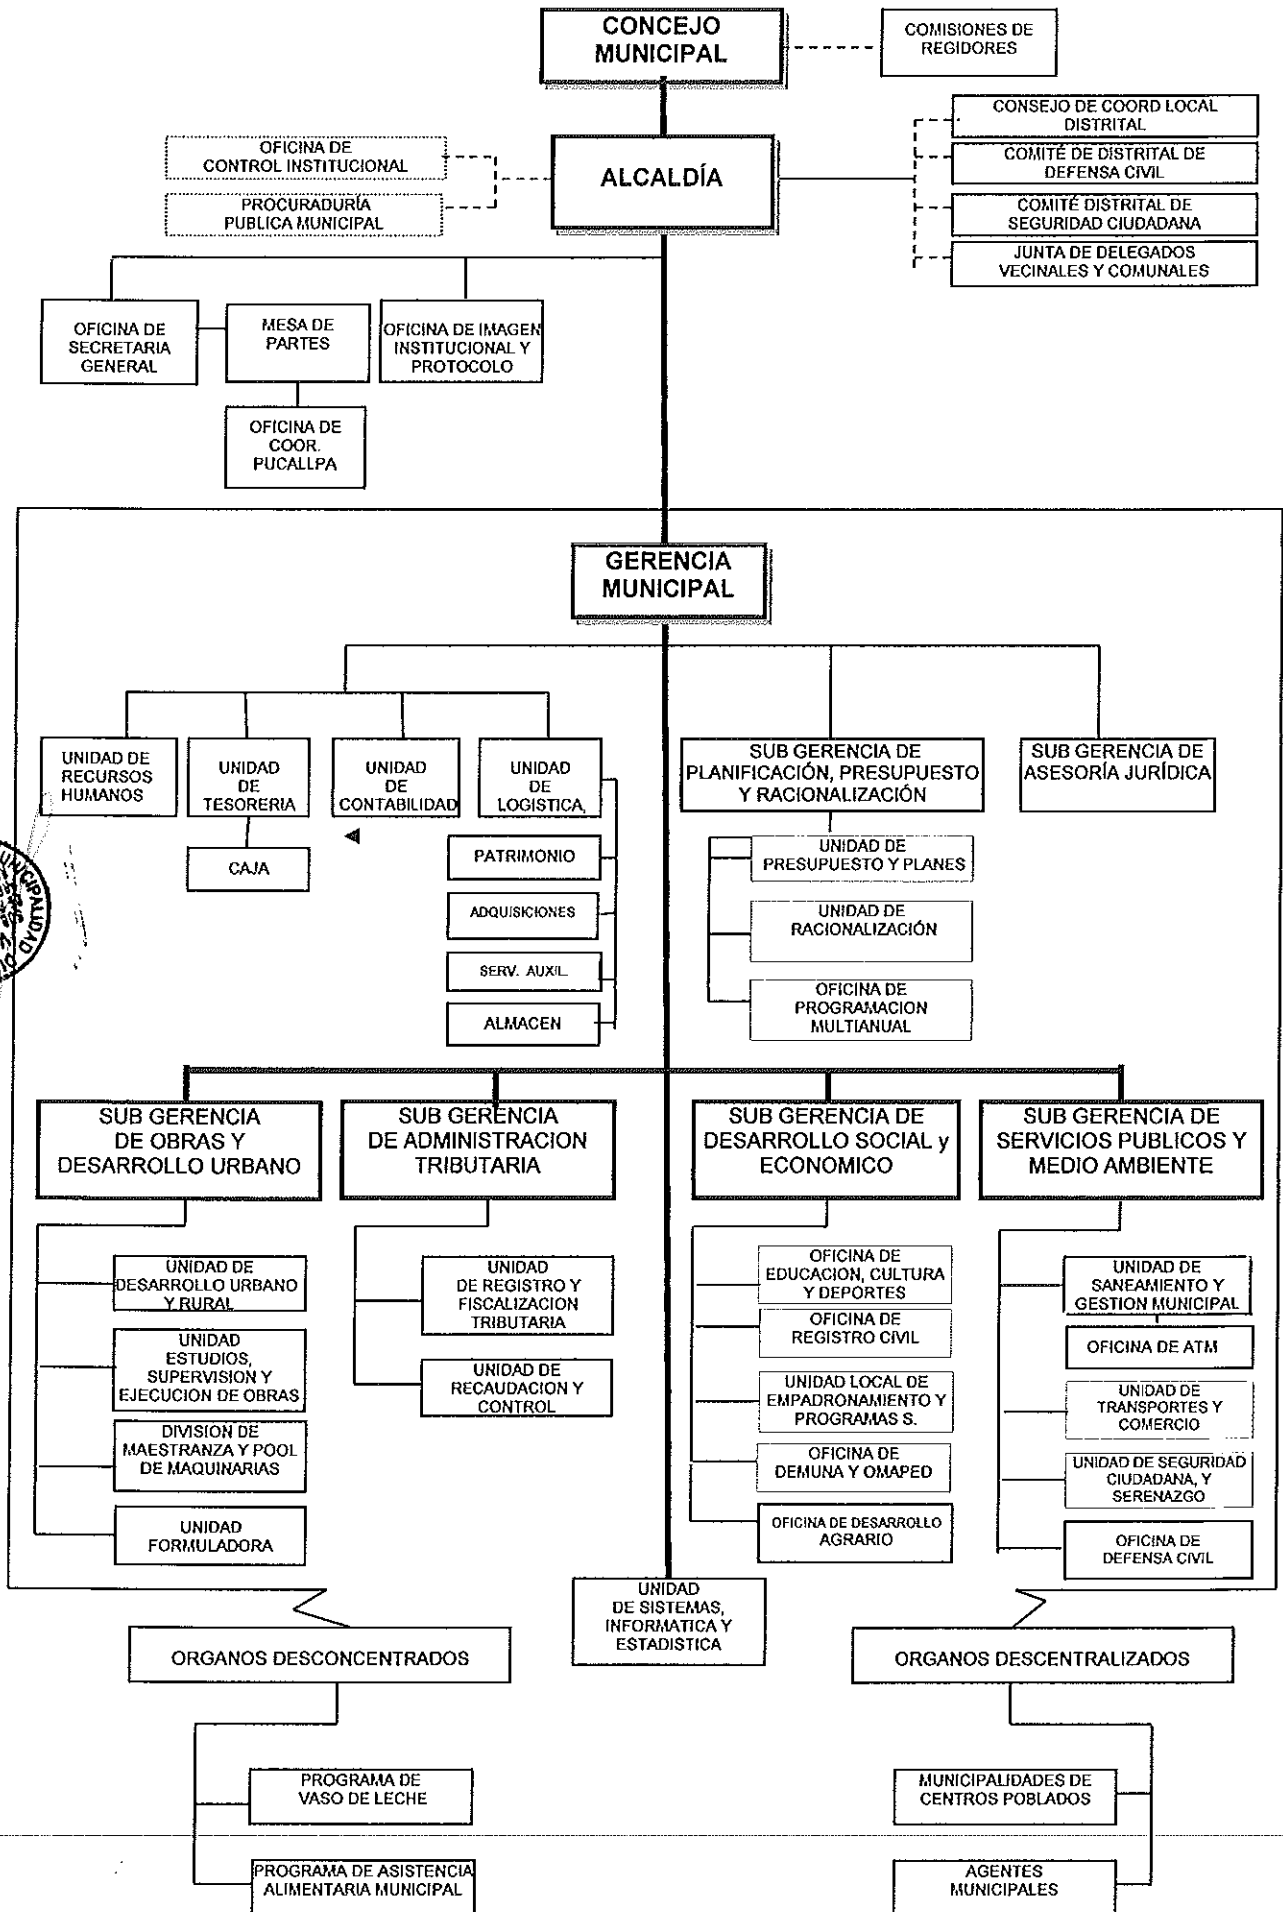 CONCEJO
MUNICIPAL
COMISIONES DE
REGIDORES
CONSEJO DE COORD LOCAL
DISTRITAL
COMITÉ DE DISTRITAL DE
DEFENSA CIVIL
COMITÉ DISTRITAL DE
SEGURIDAD CIUDADANA
JUNTA DE DELEGADOS
VECINALES Y COMUNALES
OFICINA DE
CONTROL INSTITUCIONAL
PROCURADURÍA
PUBLICA MUNICIPAL
ALCALDÍA
OFICINA DE
SECRETARIA
GENERAL
MESA DE
PARTES
OFICINA DE IMAGEN
INSTITUCIONAL Y
PROTOCOLO
OFICINA DE
COOR.
PUCALLPA
GERENCIA
MUNICIPAL
UNIDAD DE
RECURSOS
HUMANOS
UNIDAD
DE
TESORERIA
UNIDAD
DE
CONTABILIDAD
UNIDAD
DE
LOGISTICA,
SUB GERENCIA DE
PLANIFICACIÓN, PRESUPUESTO
Y RACIONALIZACIÓN
SUB GERENCIA DE
ASESORÍA JURÍDICA
CAJA
PATRIMONIO
ADQUISICIONES
SERV. AUXIL.
ALMACEN
UNIDAD DE
PRESUPUESTO Y PLANES
UNIDAD DE
RACIONALIZACIÓN
OFICINA DE
PROGRAMACION
MULTIANUAL
MUNICIPALIDAD
SUB GERENCIA
DE OBRAS Y
DESARROLLO URBANO
SUB GERENCIA
DE ADMINISTRACION
TRIBUTARIA
SUB GERENCIA DE
DESARROLLO SOCIAL y
ECONOMICO
SUB GERENCIA DE
SERVICIOS PUBLICOS Y
MEDIO AMBIENTE
UNIDAD DE
DESARROLLO URBANO
Y RURAL
UNIDAD
ESTUDIOS,
SUPERVISION Y
EJECUCION DE OBRAS
DIVISION DE
MAESTRANZA Y POOL
DE MAQUINARIAS
UNIDAD
FORMULADORA
UNIDAD
DE REGISTRO Y
FISCALIZACION
TRIBUTARIA
UNIDAD DE
RECAUDACION Y
CONTROL
OFICINA DE
EDUCACION, CULTURA
Y DEPORTES
OFICINA DE
REGISTRO CIVIL
UNIDAD LOCAL DE
EMPADRONAMIENTO Y
PROGRAMAS S.
OFICINA DE
DEMUNA Y OMAPED
OFICINA DE DESARROLLO
AGRARIO
UNIDAD DE
SANEAMIENTO Y
GESTION MUNICIPAL
OFICINA DE ATM
UNIDAD DE
TRANSPORTES Y
COMERCIO
UNIDAD DE SEGURIDAD
CIUDADANA, Y
SERENAZGO
OFICINA DE
DEFENSA CIVIL
UNIDAD
DE SISTEMAS,
INFORMATICA Y
ESTADISTICA
ORGANOS DESCONCENTRADOS
ORGANOS DESCENTRALIZADOS
PROGRAMA DE
VASO DE LECHE
PROGRAMA DE ASISTENCIA
ALIMENTARIA MUNICIPAL
MUNICIPALIDADES DE
CENTROS POBLADOS
AGENTES
MUNICIPALES